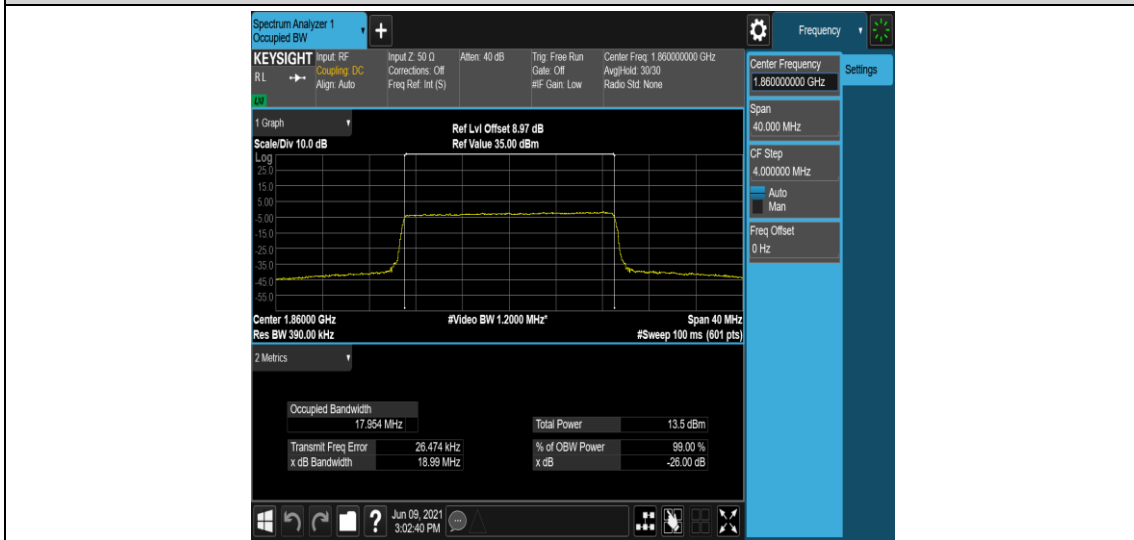 Spectrum Analyzer 1
Occupied BW
+
Frequency
KEYSIGHT
RL
Input: RF
Coupling: DC
Align: Auto
Input Z: 50 Ω
Corrections: Off
Freq Ref: Int (S)
Atten: 40 dB
Trig: Free Run
Gate: Off
#IF Gain: Low
Center Freq: 1.860000000 GHz
Avg|Hold: 30/30
Radio Std: None
Center Frequency
1.860000000 GHz
Settings
Span
40.000 MHz
CF Step
4.000000 MHz
Auto
Man
Freq Offset
0 Hz
1 Graph
Scale/Div 10.0 dB
Ref Lvl Offset 8.97 dB
Ref Value 35.00 dBm
Log
25.0
15.0
5.00
-5.00
-15.0
-25.0
-35.0
-45.0
-55.0
Center 1.86000 GHz
#Video BW 1.2000 MHz*
Span 40 MHz
Res BW 390.00 kHz
#Sweep 100 ms (601 pts)
2 Metrics
Occupied Bandwidth
17.954 MHz
Total Power 13.5 dBm
Transmit Freq Error 26.474 kHz
% of OBW Power 99.00 %
x dB Bandwidth 18.99 MHz
x dB -26.00 dB
?
Jun 09, 2021
3:02:40 PM